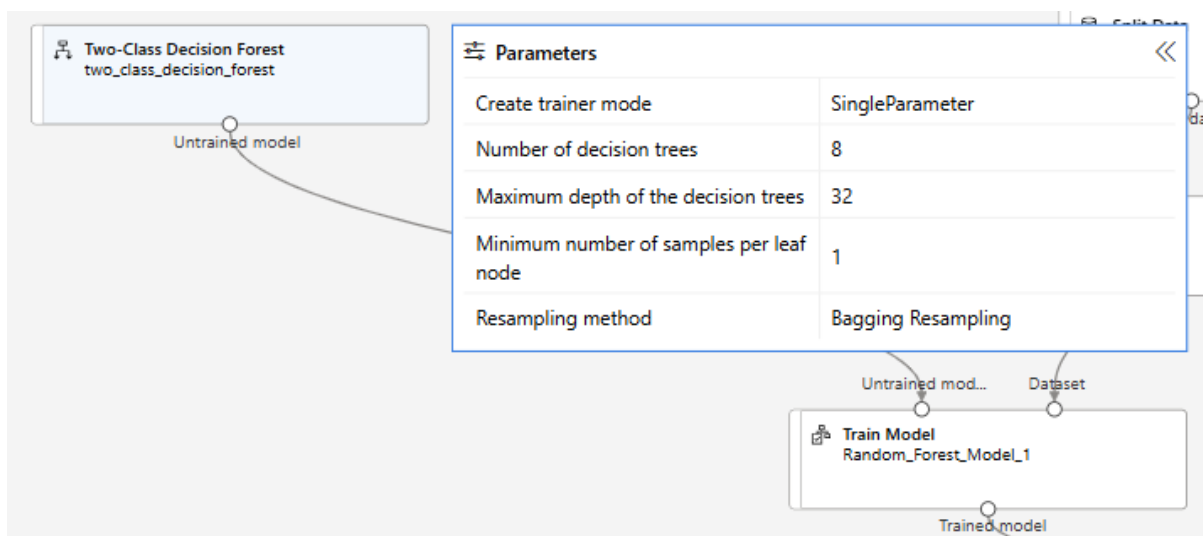 Two-Class Decision Forest
two_class_decision_forest
Untrained model
Parameters
Create trainer mode SingleParameter
Number of decision trees 8
Maximum depth of the decision trees 32
Minimum number of samples per leaf
node
1
Resampling method Bagging Resampling
Untrained mod...
Dataset
Train Model
Random_Forest_Model_1
Trained model